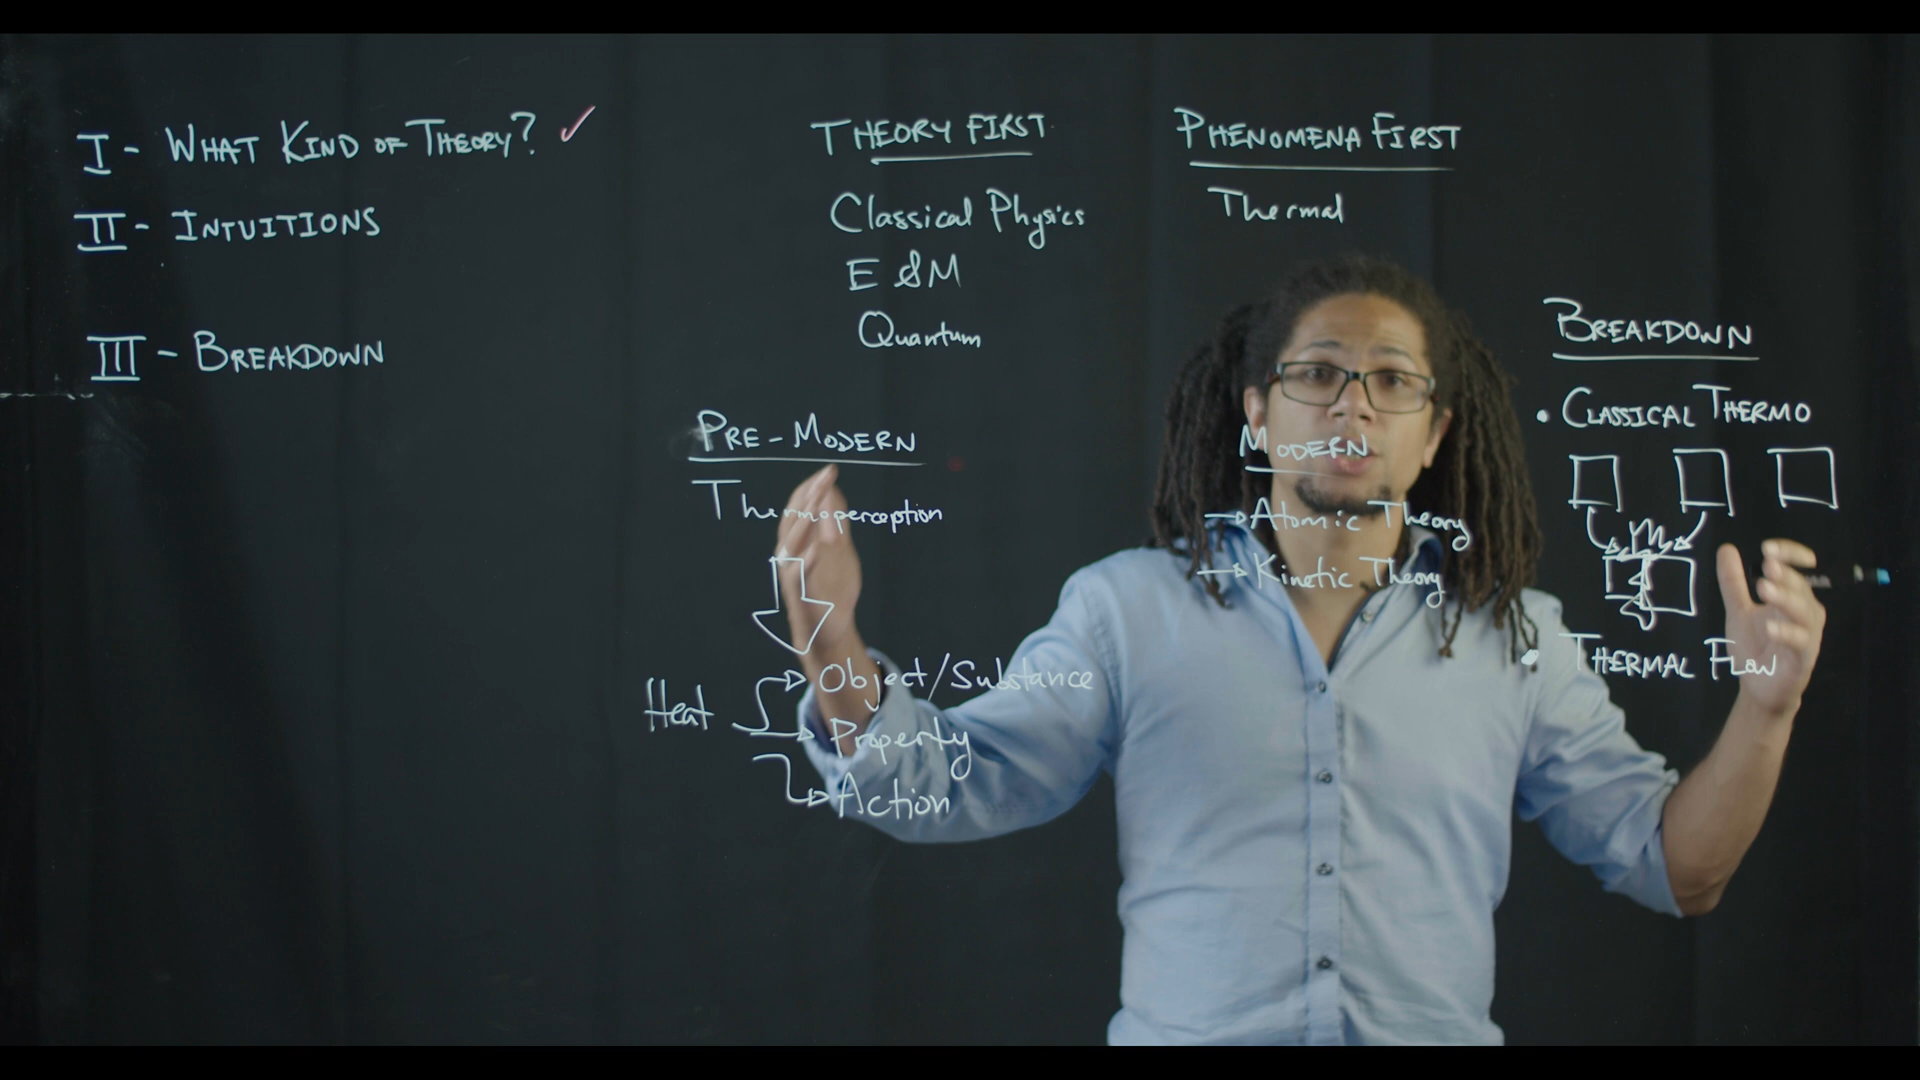 I - WHAT KIND OF THEORY?
II - INTUITIONS
III - BREAKDOWN
THEORY FIRST
Classical Physics
E & M
Quantum
PHENOMENA FIRST
Thermal
PRE-MODERN
Thermoperception
Heat
Object/Substance
Property
Action
MODERN
Atomic Theory
Kinetic Theory
BREAKDOWN
• CLASSICAL THERMO
• THERMAL FLOW